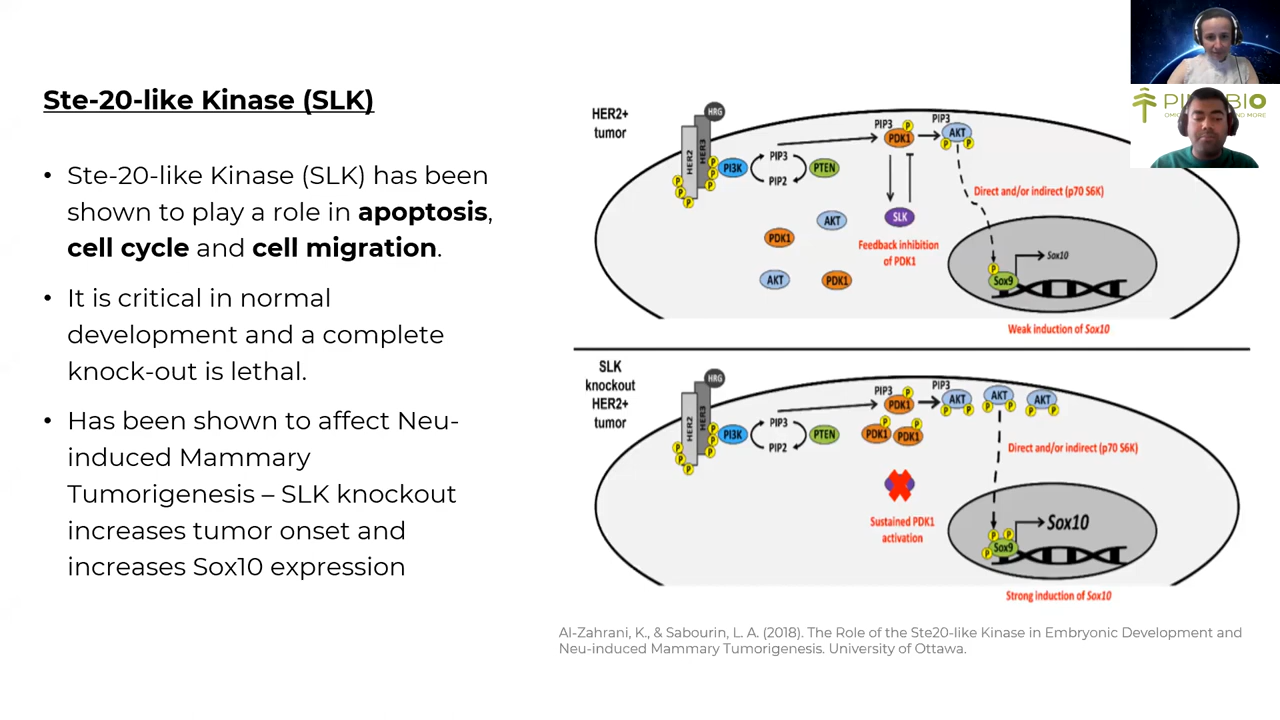 Ste-20-like Kinase (SLK)
• Ste-20-like Kinase (SLK) has been
shown to play a role in apoptosis,
cell cycle and cell migration.
• It is critical in normal
development and a complete
knock-out is lethal.
• Has been shown to affect Neu-
induced Mammary
Tumorigenesis – SLK knockout
increases tumor onset and
increases Sox10 expression
HER2+
tumor
HRG
HER2
HER3
P
P
P
P
P
P
PI3K
PIP3
PIP2
PTEN
PIP3
P
PDK1
PIP3
AKT
P
P
SLK
Feedback inhibition
of PDK1
AKT
PDK1
AKT
PDK1
Direct and/or indirect (p70 S6K)
P
Sox9
Sox10
Weak induction of Sox10
SLK
knockout
HER2+
tumor
HRG
HER2
HER3
P
P
P
P
P
P
PI3K
PIP3
PIP2
PTEN
PIP3
P
PDK1
P
P
PDK1
PDK1
PIP3
AKT
P
P
AKT
P
P
AKT
P
P
Sustained PDK1
activation
Direct and/or indirect (p70 S6K)
P
P
P
Sox9
Sox10
Strong induction of Sox10
Al-Zahrani, K., & Sabourin, L. A. (2018). The Role of the Ste20-like Kinase in Embryonic Development and
Neu-induced Mammary Tumorigenesis. University of Ottawa.